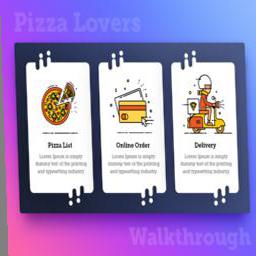 Pizza Lovers
Pizza List
Lorem Ipsum is simply
dummy text of the printing
and typesetting industry
Online Order
Lorem Ipsum is simply
dummy text of the printing
and typesetting industry
Delivery
Lorem Ipsum is simply
dummy text of the printing
and typesetting industry
Walkthrough